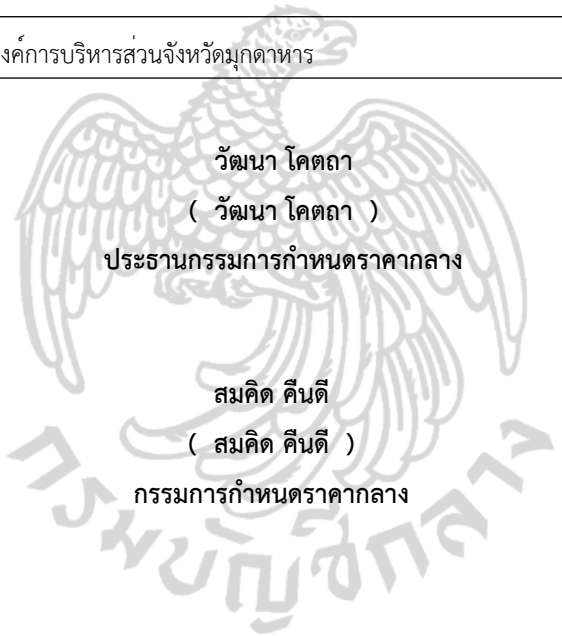 งค์การบริหารส่วนจังหวัดมุกดาหาร
วัฒนา โคตถา
( วัฒนา โคตถา )
ประธานกรรมการกำหนดราคากลาง
สมคิด คืนดี
( สมคิด คืนดี )
กรรมการกำหนดราคากลาง
กรมบัญชีกลาง